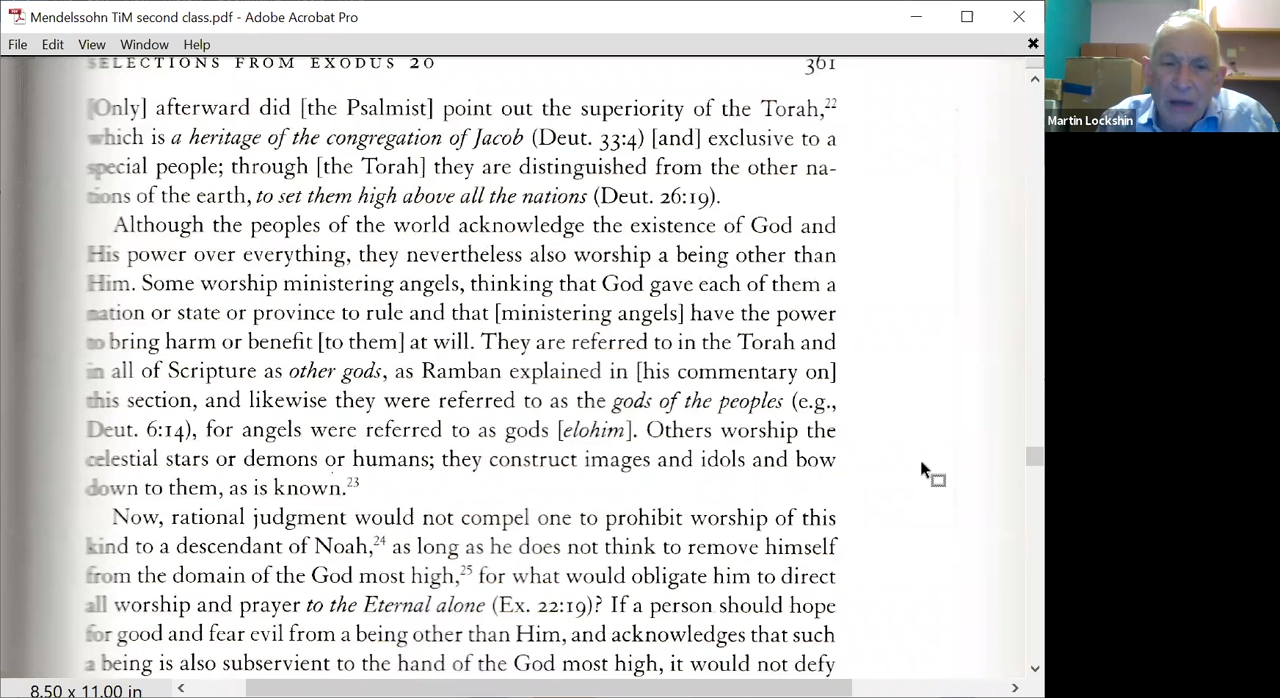 Mendelssohn TiM second class.pdf - Adobe Acrobat Pro
File Edit View Window Help
SELECTIONS FROM EXODUS 20 361
[Only] afterward did [the Psalmist] point out the superiority of the Torah,22
which is a heritage of the congregation of Jacob (Deut. 33:4) [and] exclusive to a
special people; through [the Torah] they are distinguished from the other na-
tions of the earth, to set them high above all the nations (Deut. 26:19).
Although the peoples of the world acknowledge the existence of God and
His power over everything, they nevertheless also worship a being other than
Him. Some worship ministering angels, thinking that God gave each of them a
nation or state or province to rule and that [ministering angels] have the power
to bring harm or benefit [to them] at will. They are referred to in the Torah and
in all of Scripture as other gods, as Ramban explained in [his commentary on]
this section, and likewise they were referred to as the gods of the peoples (e.g.,
Deut. 6:14), for angels were referred to as gods [elohim]. Others worship the
celestial stars or demons or humans; they construct images and idols and bow
down to them, as is known.23
Now, rational judgment would not compel one to prohibit worship of this
kind to a descendant of Noah,24 as long as he does not think to remove himself
from the domain of the God most high,25 for what would obligate him to direct
all worship and prayer to the Eternal alone (Ex. 22:19)? If a person should hope
for good and fear evil from a being other than Him, and acknowledges that such
a being is also subservient to the hand of the God most high, it would not defy
8.50 x 11.00 in
Martin Lockshin